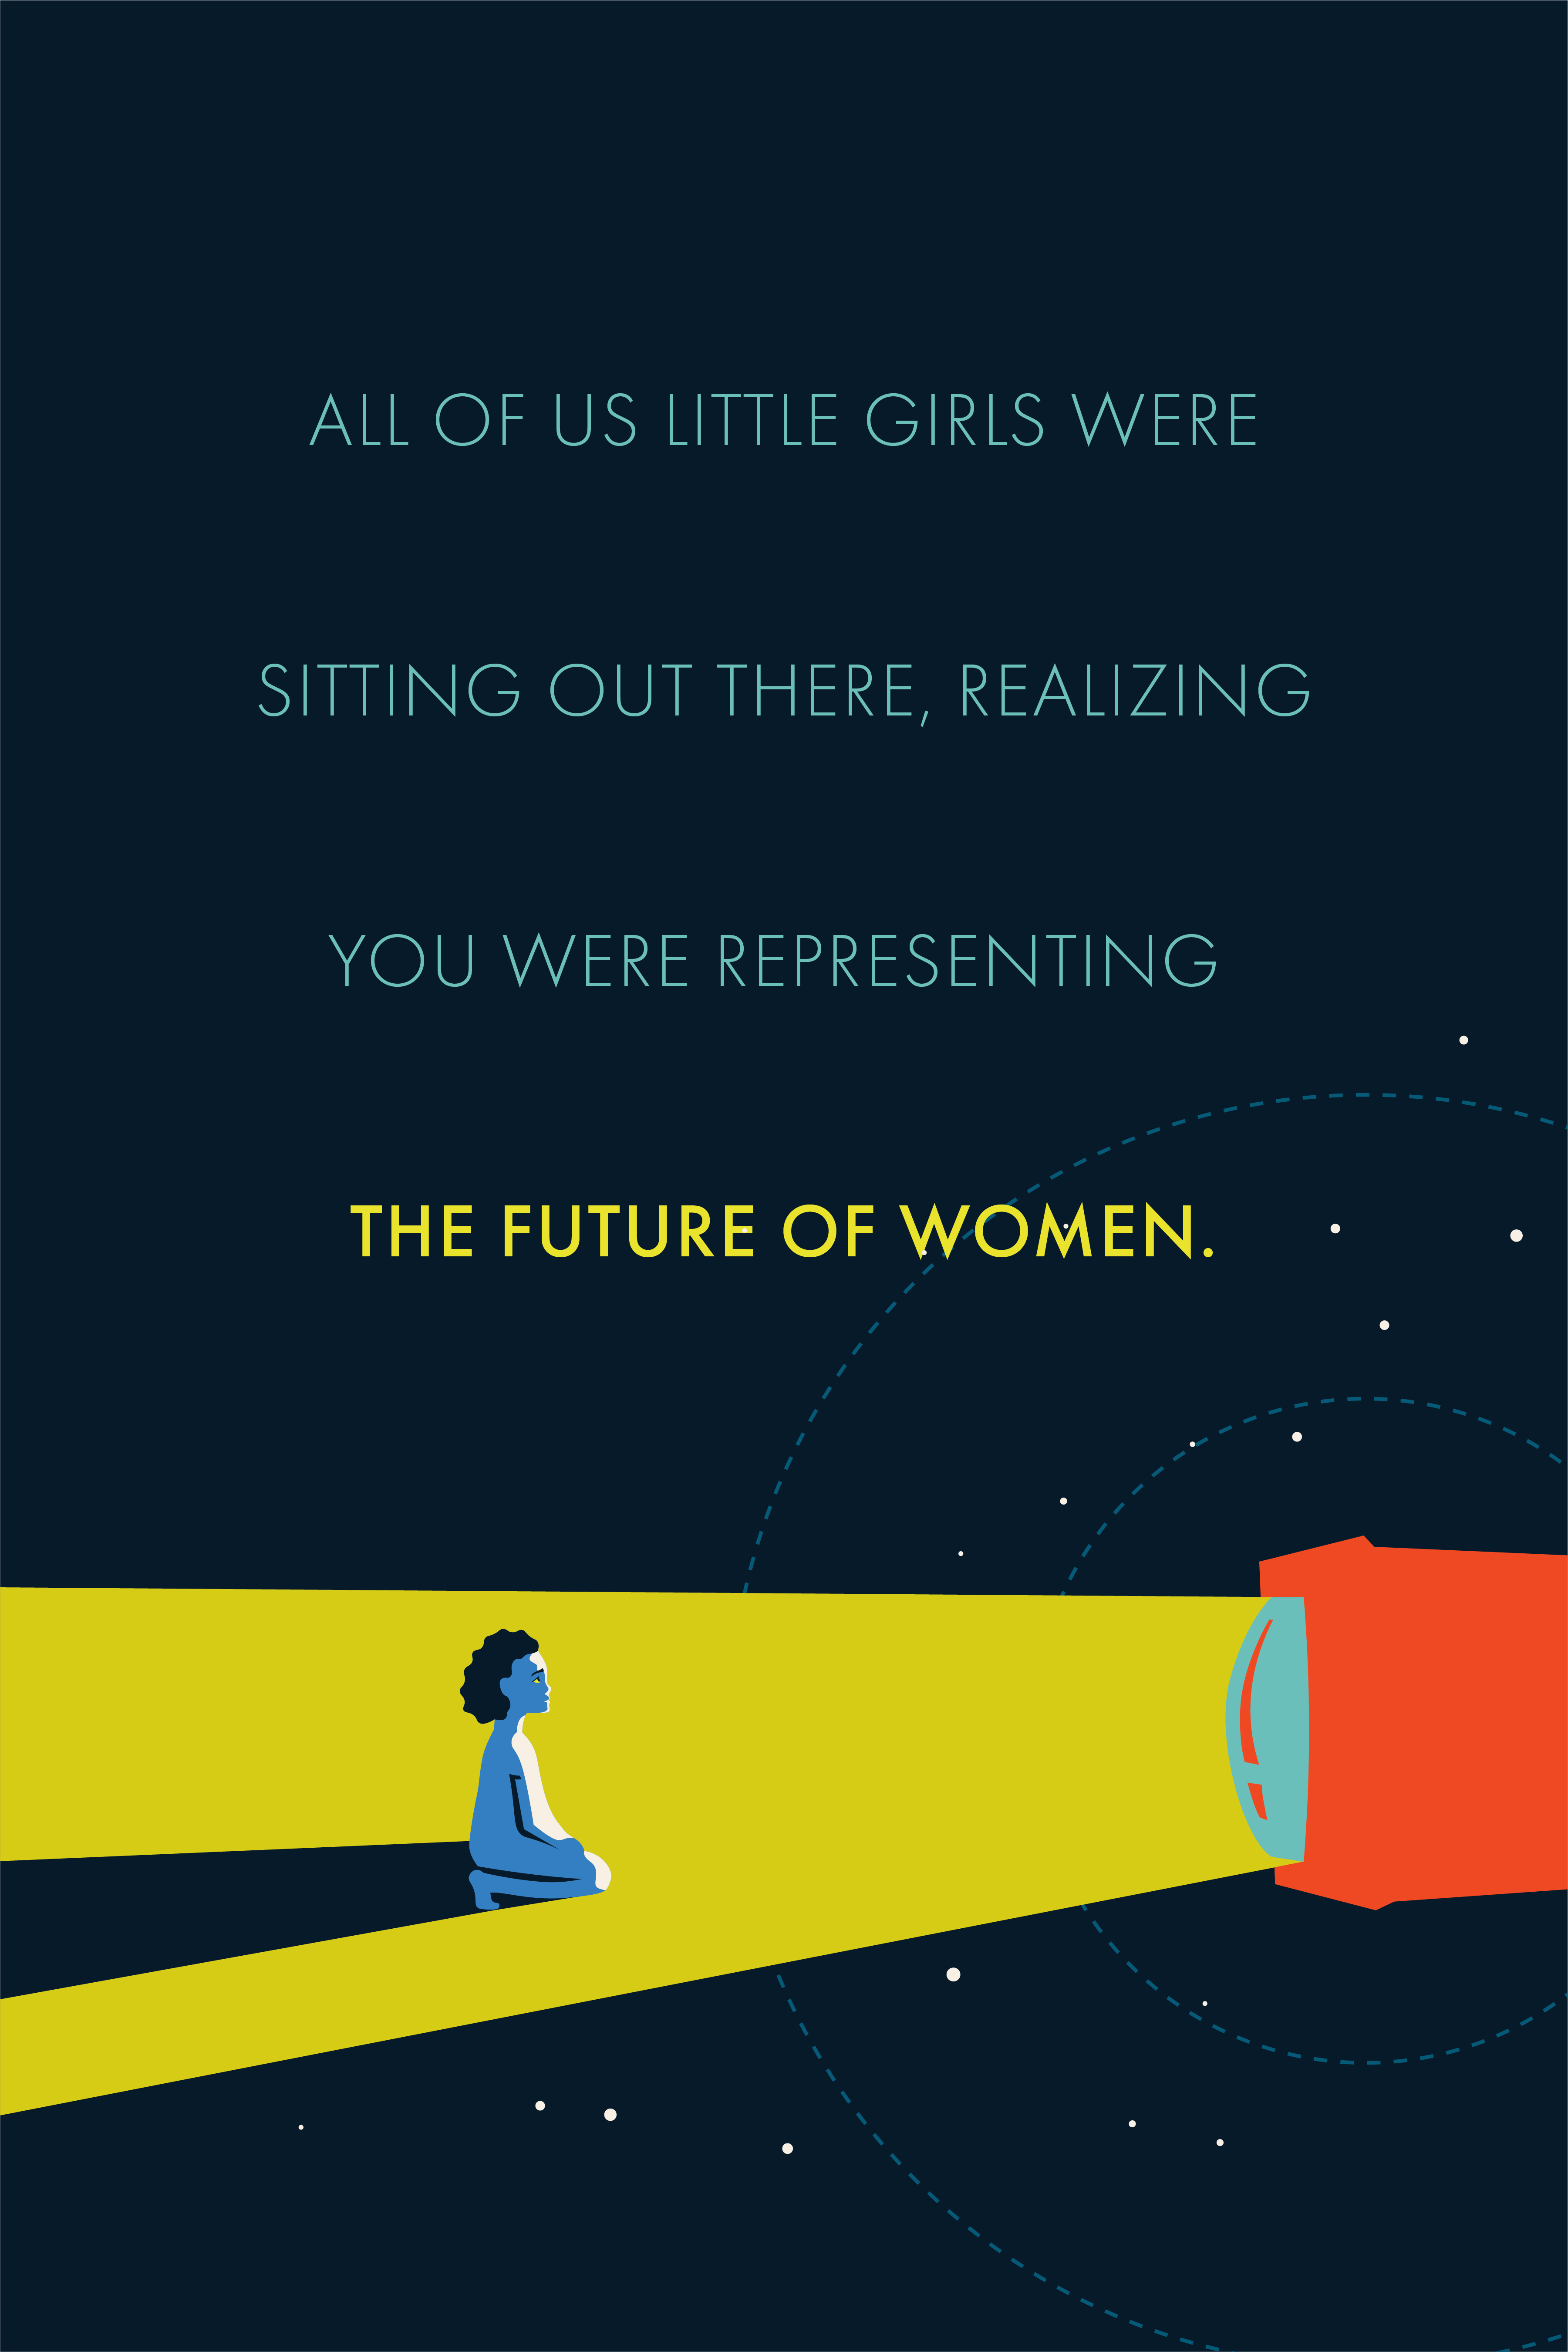 ALL OF US LITTLE GIRLS WERE
SITTING OUT THERE, REALIZING
YOU WERE REPRESENTING
THE FUTURE OF WOMEN.